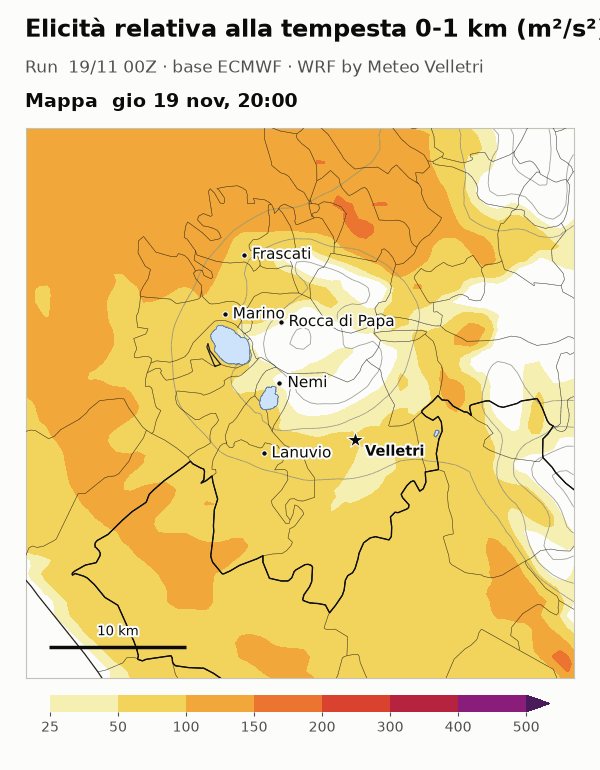 Elicità relativa alla tempesta 0-1 km (m²/s²)
Run  19/11 00Z · base ECMWF · WRF by Meteo Velletri
Mappa  gio 19 nov, 20:00
Frascati
Marino
Rocca di Papa
Nemi
Velletri
Lanuvio
10 km
25 50 100 150 200 300 400 500